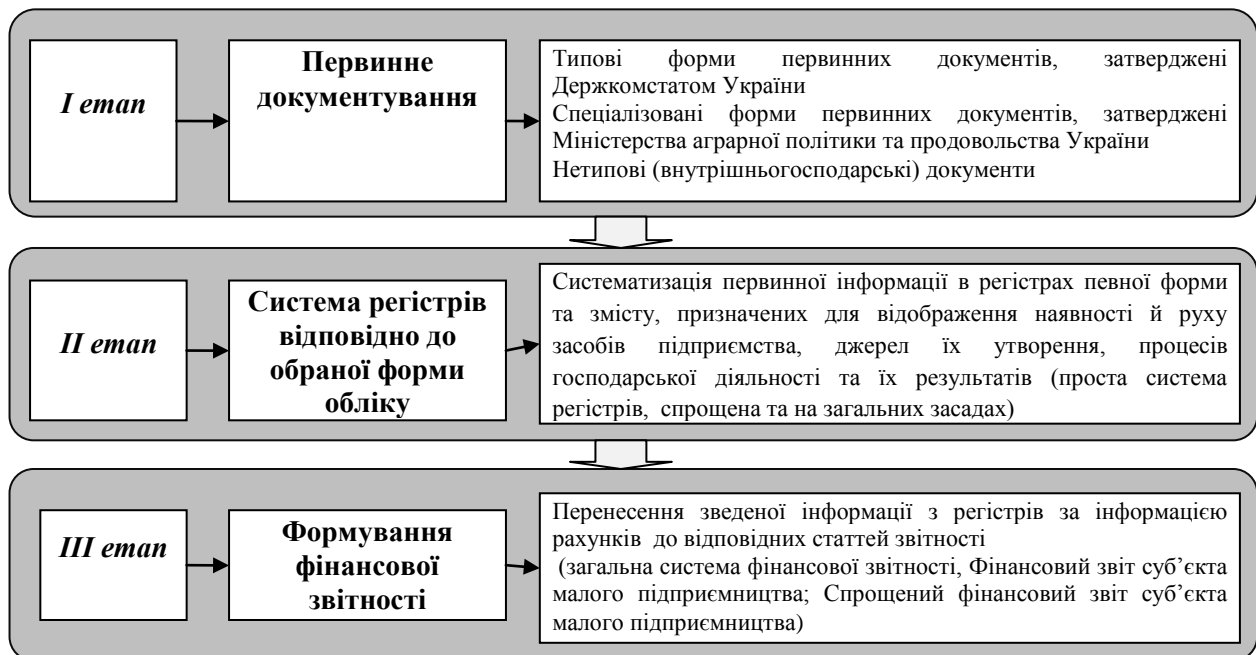 I етап
Первинне
документування
Типові форми первинних документів, затверджені
Держкомстатом України
Спеціалізовані форми первинних документів, затверджені
Міністерства аграрної політики та продовольства України
Нетипові (внутрішньогосподарські) документи
II етап
Система регістрів
відповідно до
обраної форми
обліку
Систематизація первинної інформації в регістрах певної форми
та змісту, призначених для відображення наявності й руху
засобів підприємства, джерел їх утворення, процесів
господарської діяльності та їх результатів (проста система
регістрів, спрощена та на загальних засадах)
III етап
Формування
фінансової
звітності
Перенесення зведеної інформації з регістрів за інформацією
рахунків до відповідних статтей звітності
(загальна система фінансової звітності, Фінансовий звіт суб’єкта
малого підприємництва; Спрощений фінансовий звіт суб’єкта
малого підприємництва)